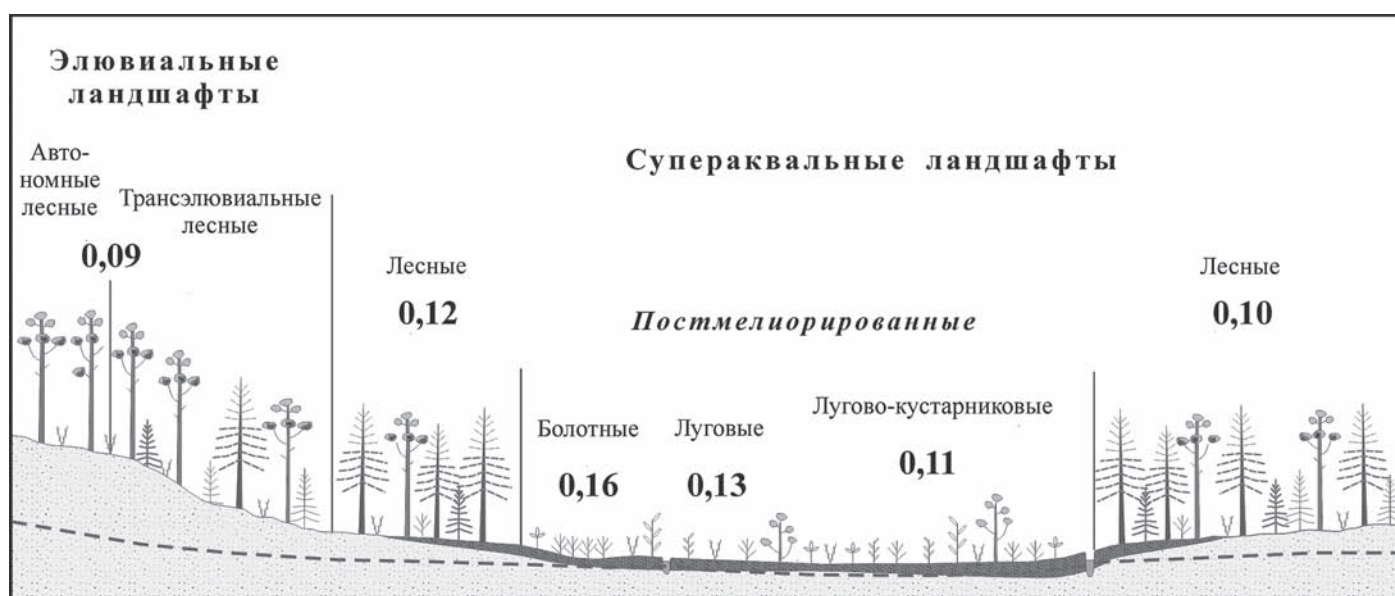 Элювиальные
ландшафты
Авто-
номные
лесные
Трансэлювиальные
лесные
0,09
Супераквальные ландшафты
Лесные
0,12
Постмелиорированные
Лесные
0,10
Болотные
0,16
Луговые
0,13
Лугово-кустарниковые
0,11